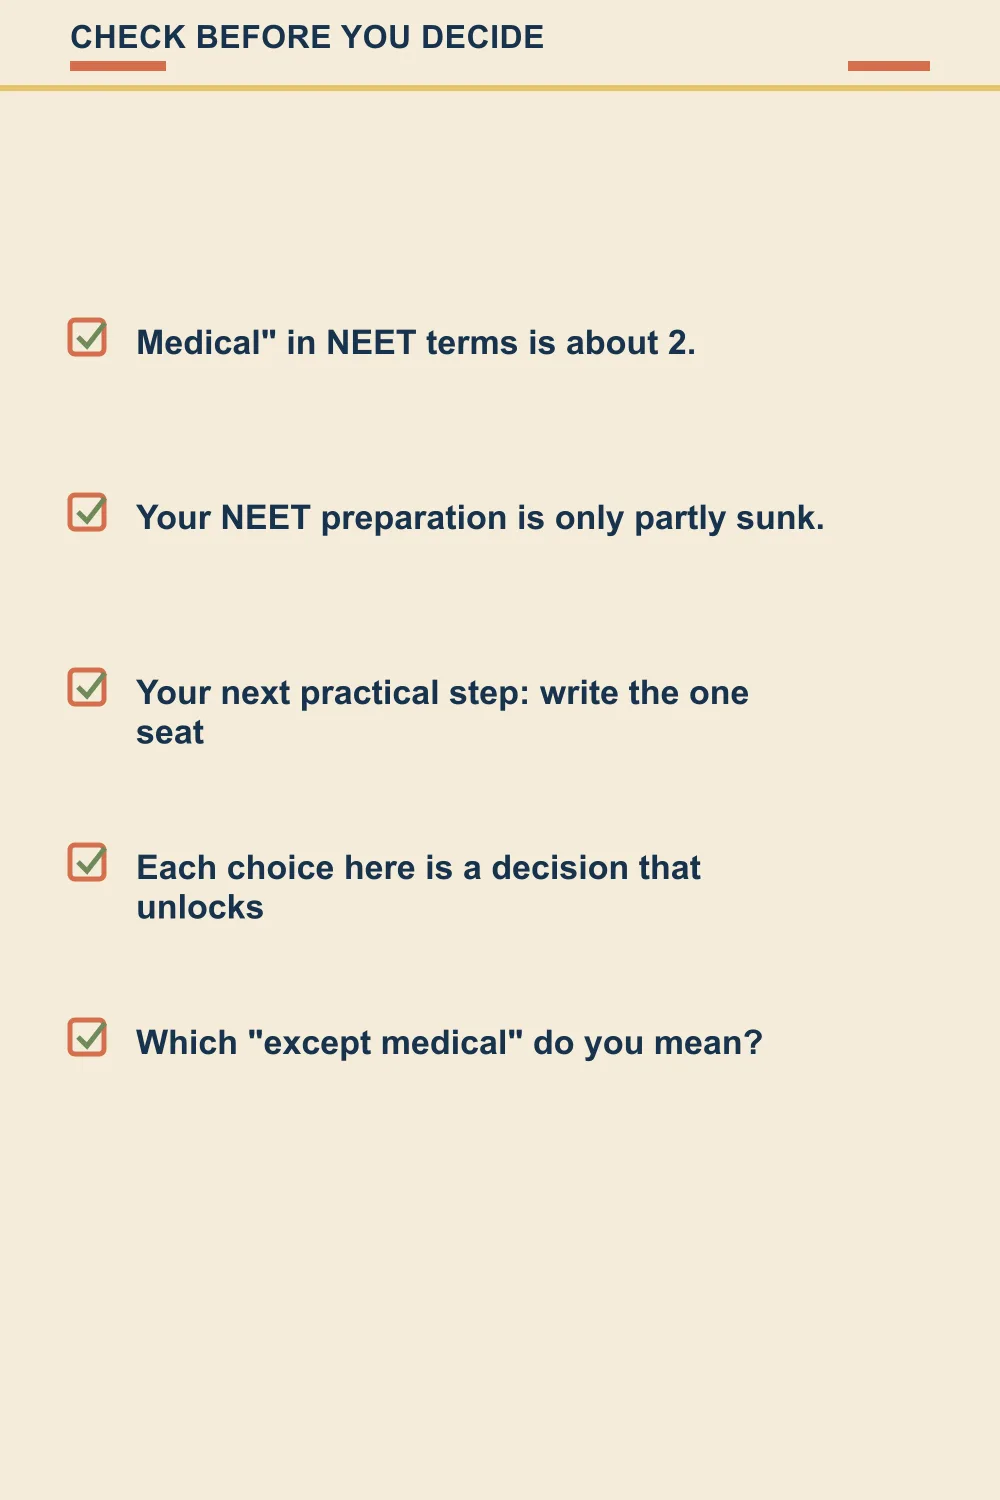 CHECK BEFORE YOU DECIDE
Medical" in NEET terms is about 2.
Your NEET preparation is only partly sunk.
Your next practical step: write the one
seat
Each choice here is a decision that
unlocks
Which "except medical" do you mean?